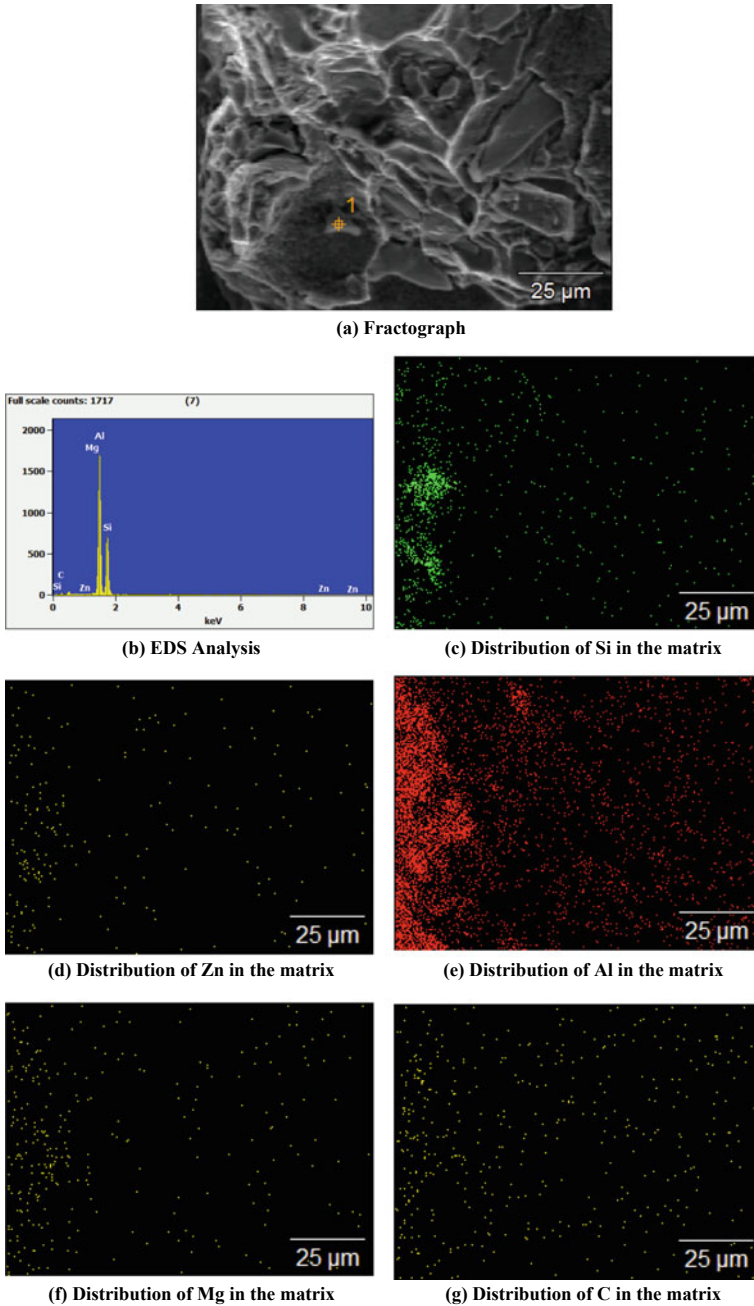 1
25 µm
(a) Fractograph
Full scale counts: 1717 (7)
2000
Al
Mg
1500
1000
Si
500
C
Si Zn Zn Zn
0
0 2 4 6 8 10
keV
25 µm
(b) EDS Analysis
(c) Distribution of Si in the matrix
25 µm
25 µm
(d) Distribution of Zn in the matrix
(e) Distribution of Al in the matrix
25 µm
25 µm
(f) Distribution of Mg in the matrix
(g) Distribution of C in the matrix